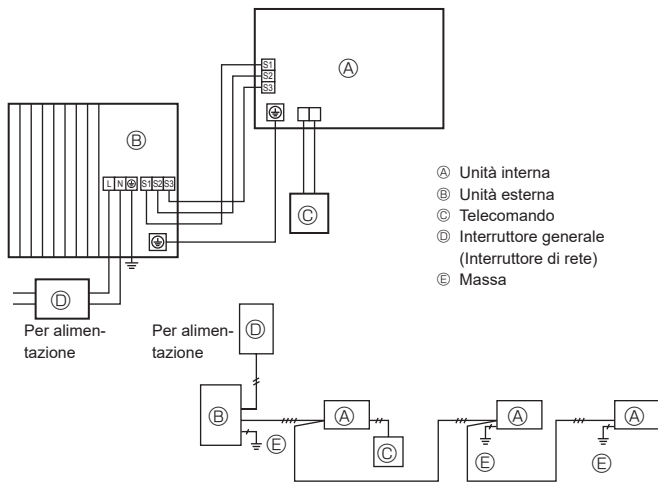 Ⓐ
S1
S2
S3
Ⓑ
L N S1 S2 S3
Ⓒ
Ⓓ
Per alimen-
tazione
Ⓐ Unità interna
Ⓑ Unità esterna
Ⓒ Telecomando
Ⓓ Interruttore generale
(Interruttore di rete)
Ⓔ Massa
Per alimen-
tazione
Ⓓ
Ⓑ
Ⓔ
Ⓐ
Ⓒ
Ⓐ
Ⓔ
Ⓐ
Ⓔ